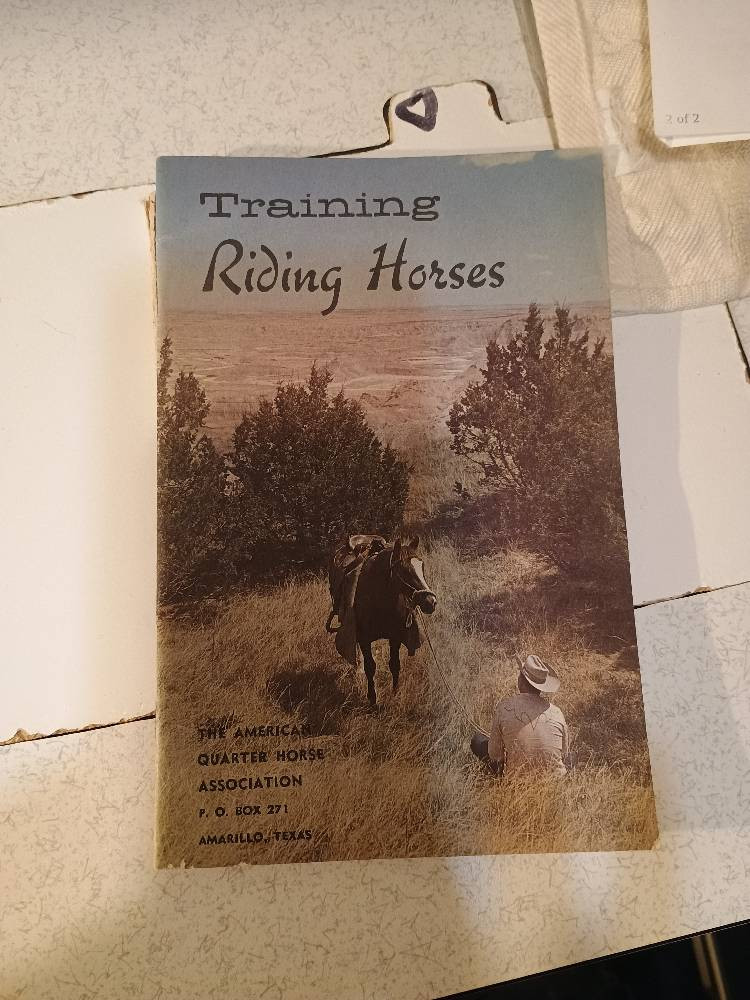 2 of 2
Training
Riding Horses
THE AMERICAN
QUARTER HORSE
ASSOCIATION
P. O. BOX 271
AMARILLO, TEXAS